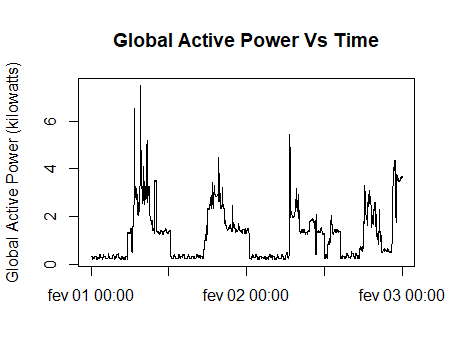 Global Active Power Vs Time
Global Active Power (kilowatts)
6
4
2
0
fev 01 00:00 fev 02 00:00 fev 03 00:00